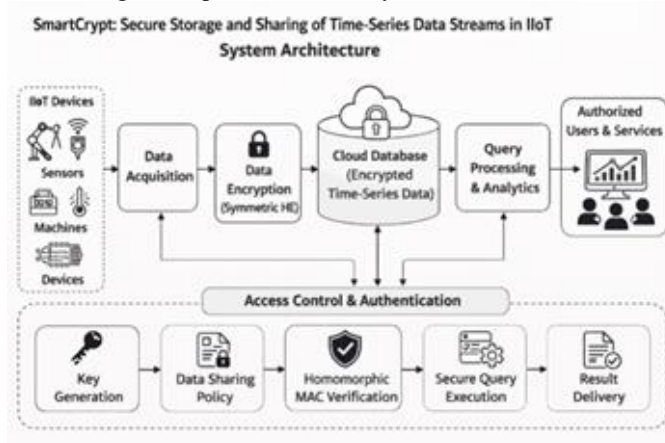 SmartCrypt: Secure Storage and Sharing of Time-Series Data Streams in IIoT
System Architecture
IIoT Devices
Sensors
Machines
Devices
Data
Acquisition
Data
Encryption
(Symmetric HE)
Cloud Database
(Encrypted
Time-Series Data)
Query
Processing
& Analytics
Authorized
Users & Services
Access Control & Authentication
Key
Generation
Data Sharing
Policy
Homomorphic
MAC Verification
Secure Query
Execution
Result
Delivery